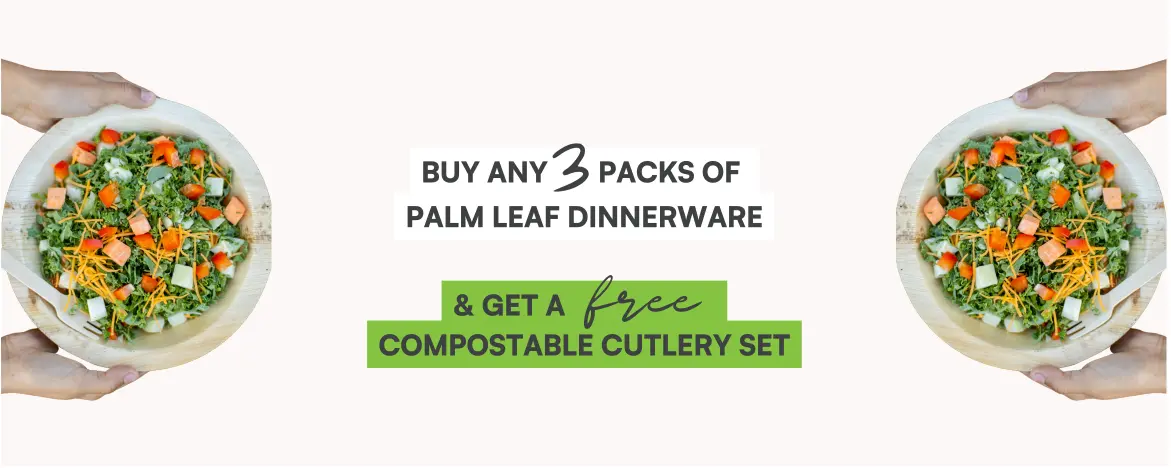 BUY ANY 3 PACKS OF
PALM LEAF DINNERWARE
& GET A free
COMPOSTABLE CUTLERY SET